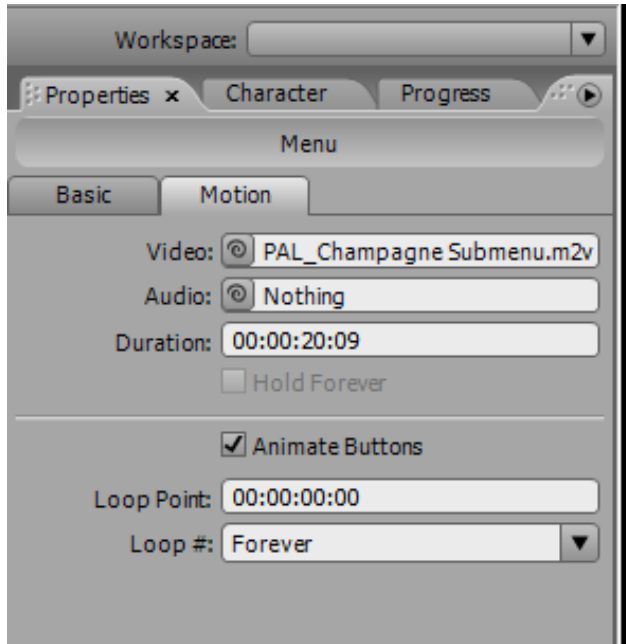 Workspace:
Properties x Character Progress
Menu
Basic Motion
Video: PAL_Champagne Submenu.m2v
Audio: Nothing
Duration: 00:00:20:09
Hold Forever
Animate Buttons
Loop Point: 00:00:00:00
Loop #: Forever